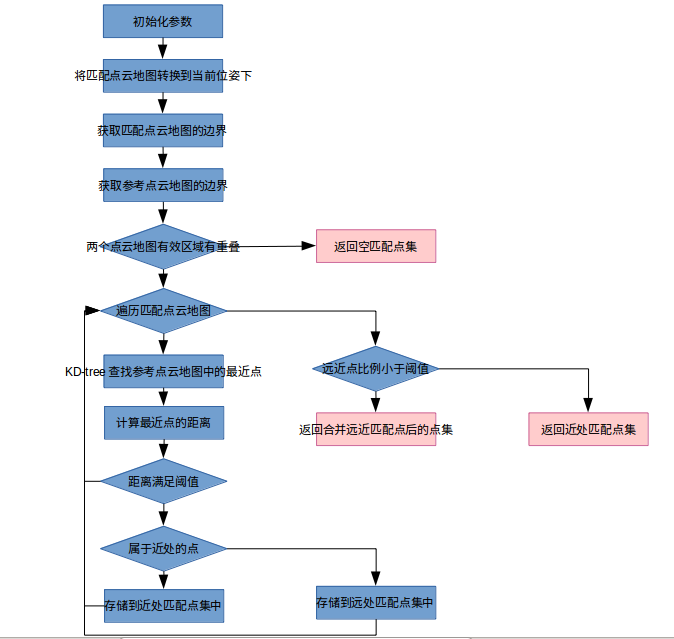 初始化参数
将匹配点云地图转换到当前位姿下
获取匹配点云地图的边界
获取参考点云地图的边界
两个点云地图有效区域有重叠
返回空匹配点集
遍历匹配点云地图
KD-tree 查找参考点云地图中的最近点
远近点比例小于阈值
计算最近点的距离
返回合并远近匹配点后的点集
返回近处匹配点集
距离满足阈值
属于近处的点
存储到近处匹配点集中
存储到远处匹配点集中